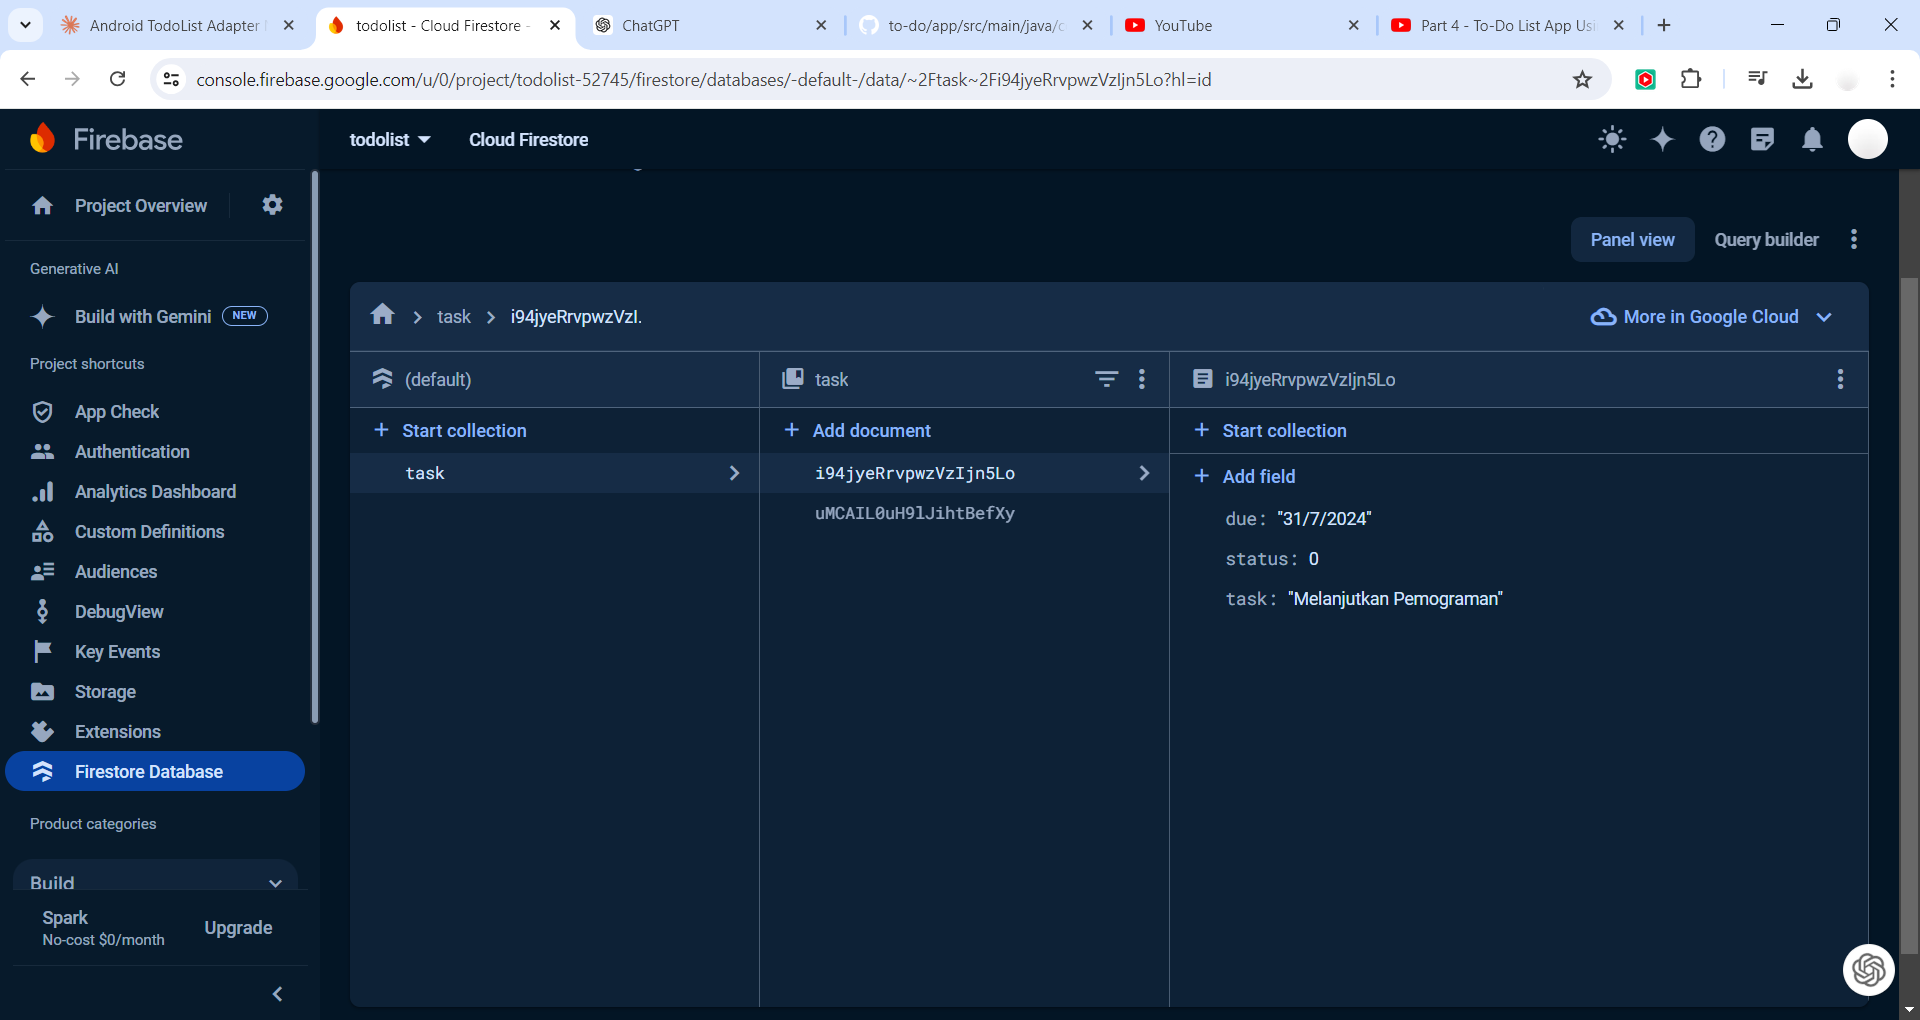 Android TodoList Adapter
todolist - Cloud Firestore -
ChatGPT
to-do/app/src/main/java/c
YouTube
Part 4 - To-Do List App Usi
console.firebase.google.com/u/0/project/todolist-52745/firestore/databases/-default-/data/~2Ftask~2Fi94jyeRrvpwzVzIjn5Lo?hl=id
Firebase
todolist
Cloud Firestore
Project Overview
Generative AI
Build with Gemini
NEW
Project shortcuts
App Check
Authentication
Analytics Dashboard
Custom Definitions
Audiences
DebugView
Key Events
Storage
Extensions
Firestore Database
Product categories
Build
Spark
No-cost $0/month
Upgrade
Panel view
Query builder
task
i94jyeRrvpwzVzI.
More in Google Cloud
(default)
task
i94jyeRrvpwzVzIjn5Lo
Start collection
Add document
Start collection
task
i94jyeRrvpwzVzIjn5Lo
uMCAIL0uH9lJihtBefXy
Add field
due: "31/7/2024"
status: 0
task: "Melanjutkan Pemograman"